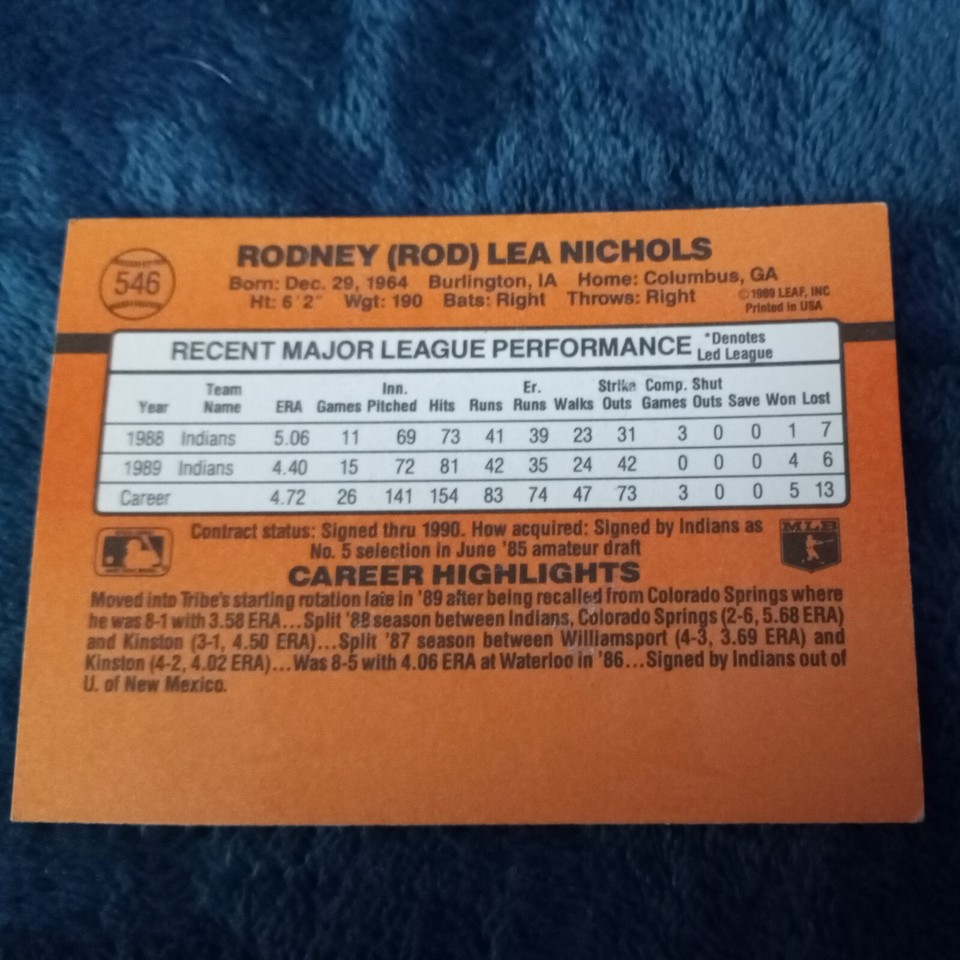 546
RODNEY (ROD) LEA NICHOLS
Born: Dec. 29, 1964 Burlington, IA Home: Columbus, GA
Ht: 6'2" Wgt: 190 Bats: Right Throws: Right
©1989 LEAF, INC
Printed in USA
RECENT MAJOR LEAGUE PERFORMANCE *Denotes
Led League
Team Inn. Er. Strike Comp. Shut
Year Name ERA Games Pitched Hits Runs Runs Walks Outs Games Outs Save Won Lost
1988 Indians 5.06 11 69 73 41 39 23 31 3 0 0 1 7
1989 Indians 4.40 15 72 81 42 35 24 42 0 0 0 4 6
Career 4.72 26 141 154 83 74 47 73 3 0 0 5 13
Contract status: Signed thru 1990. How acquired: Signed by Indians as
No. 5 selection in June '85 amateur draft
MLB
CAREER HIGHLIGHTS
Moved into Tribe's starting rotation late in '89 after being recalled from Colorado Springs where
he was 8-1 with 3.58 ERA...Split '88 season between Indians, Colorado Springs (2-6, 5.68 ERA)
and Kinston (3-1, 4.50 ERA)...Split '87 season between Williamsport (4-3, 3.69 ERA) and
Kinston (4-2, 4.02 ERA)...Was 8-5 with 4.06 ERA at Waterloo in '86...Signed by Indians out of
U. of New Mexico.